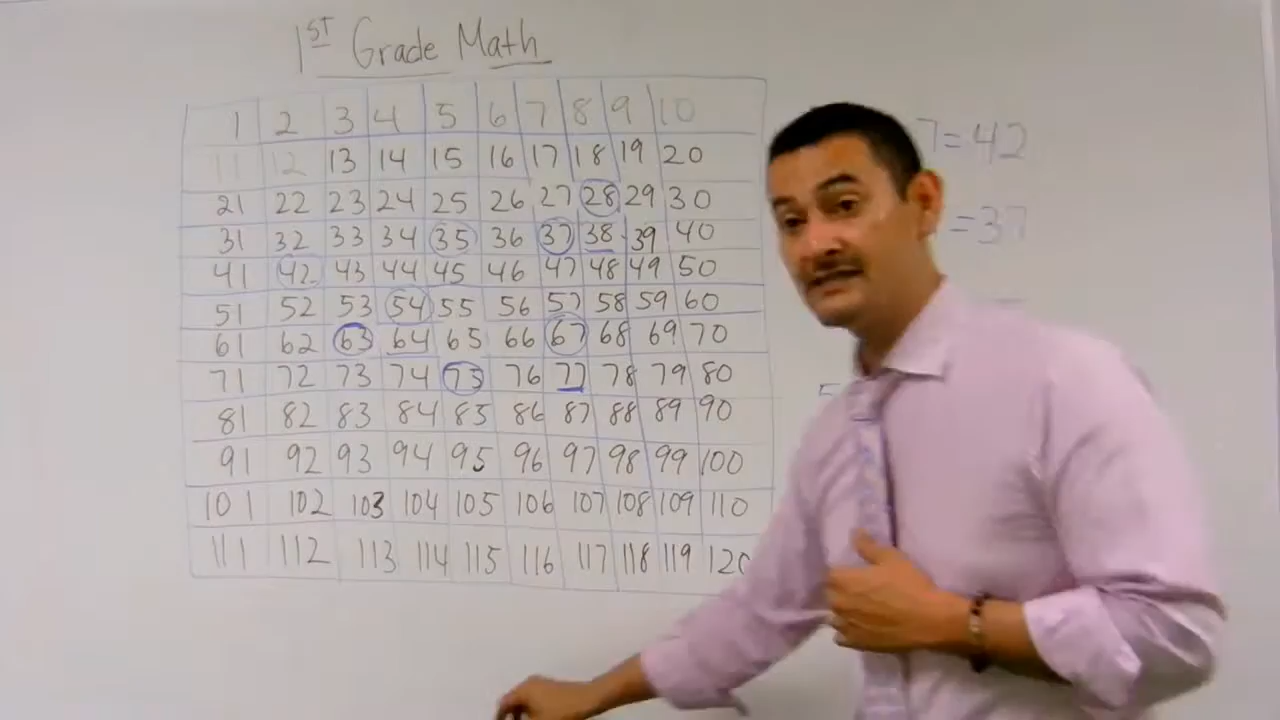 1ST Grade Math
1 2 3 4 5 6 7 8 9 10
11 12 13 14 15 16 17 18 19 20
21 22 23 24 25 26 27 28 29 30
31 32 33 34 35 36 37 38 39 40
41 42 43 44 45 46 47 48 49 50
51 52 53 54 55 56 57 58 59 60
61 62 63 64 65 66 67 68 69 70
71 72 73 74 75 76 77 78 79 80
81 82 83 84 85 86 87 88 89 90
91 92 93 94 95 96 97 98 99 100
101 102 103 104 105 106 107 108 109 110
111 112 113 114 115 116 117 118 119 120
7=42
=37